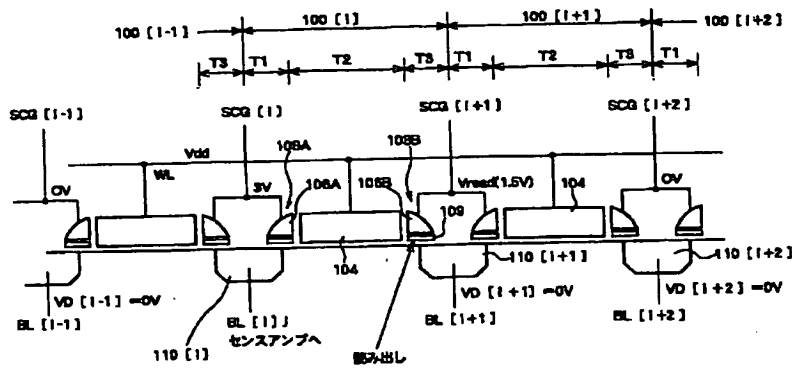 100 [i-1] 100 [i] 100 [i+1] 100 [i+2]
T3 T1 T2 T3 T1 T2 T3 T1
SCG [i-1] SCG [i] SCG [i+1] SCG [i+2]
Vdd 108A 108B
WL
0V 3V 106A 106B Vread(1.5V) 104 0V
109
104 110 [i+1] 110 [i+2]
VD [i-1] =0V VD [i+1] =0V VD [i+2] =0V
BL [i-1] BL [i] BL [i+1] BL [i+2]
センスアンプへ
110 [i] 読み出し